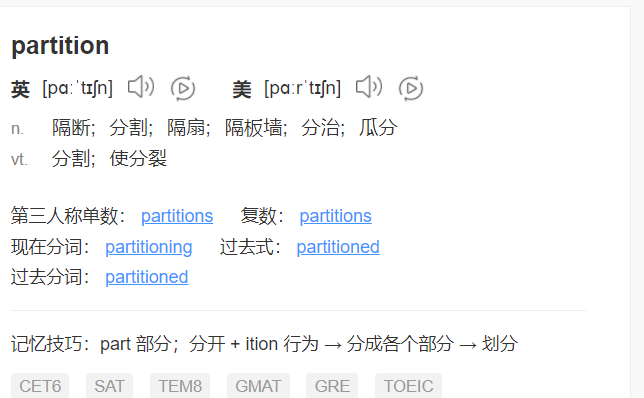 partition
英 [pɑːˈtɪʃn] 美 [pɑːrˈtɪʃn]
n. 隔断；分割；隔扇；隔板墙；分治；瓜分
vt. 分割；使分裂
第三人称单数： partitions 复数： partitions
现在分词： partitioning 过去式： partitioned
过去分词： partitioned
记忆技巧：part 部分；分开 + ition 行为 → 分成各个部分 → 划分
CET6 SAT TEM8 GMAT GRE TOEIC